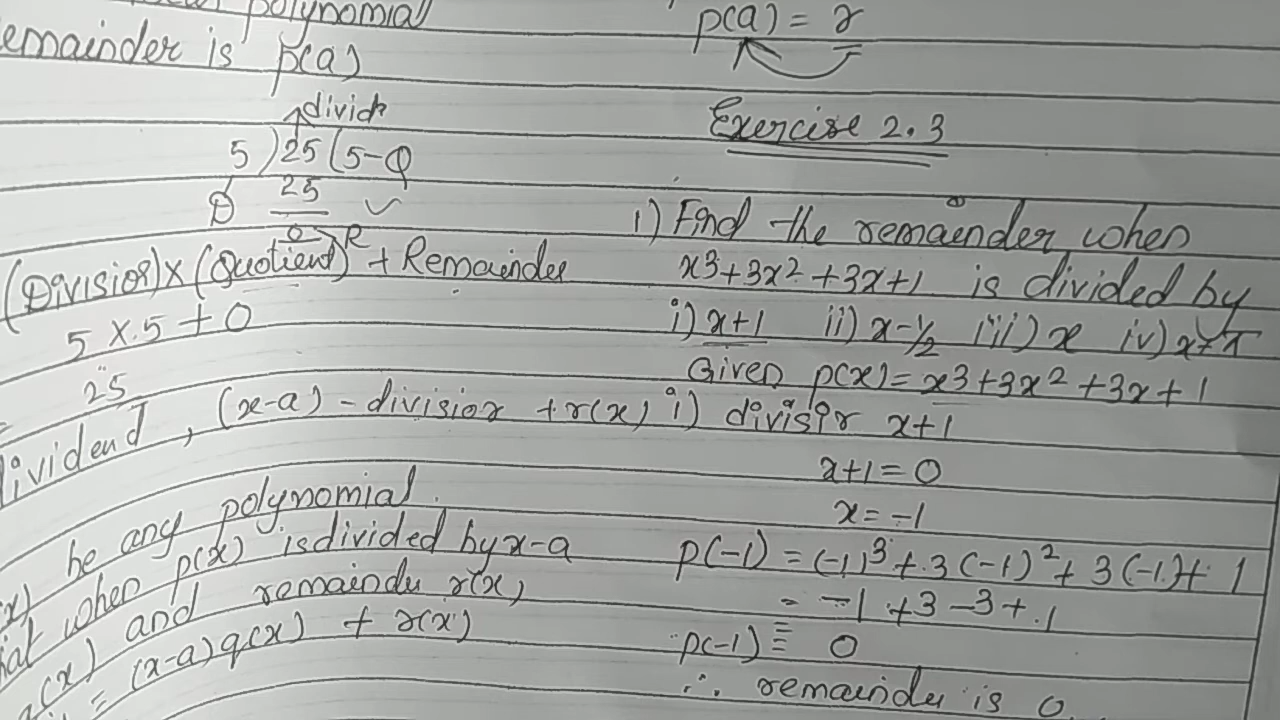 polynomial
remainder is p(a)
divide
5 ) 25 ( 5 - Q
D 25
0 R
(Division) x (Quotient) + Remainder
5 x 5 + 0
25
dividend, (x-a) - division + r(x)
be any polynomial.
when p(x) is divided by x-a
and remainder r(x)
= (x-a) q(x) + r(x)
p(a) = r
Exercise 2.3
1) Find the remainder when
x3 + 3x2 + 3x + 1 is divided by
i) x+1 ii) x-1/2 iii) x iv) x+π
Given p(x) = x3 + 3x2 + 3x + 1
i) divisir x+1
x+1 = 0
x = -1
p(-1) = (-1)3 + 3(-1)2 + 3(-1) + 1
= -1 + 3 - 3 + 1
p(-1) = 0
∴ remainder is 0